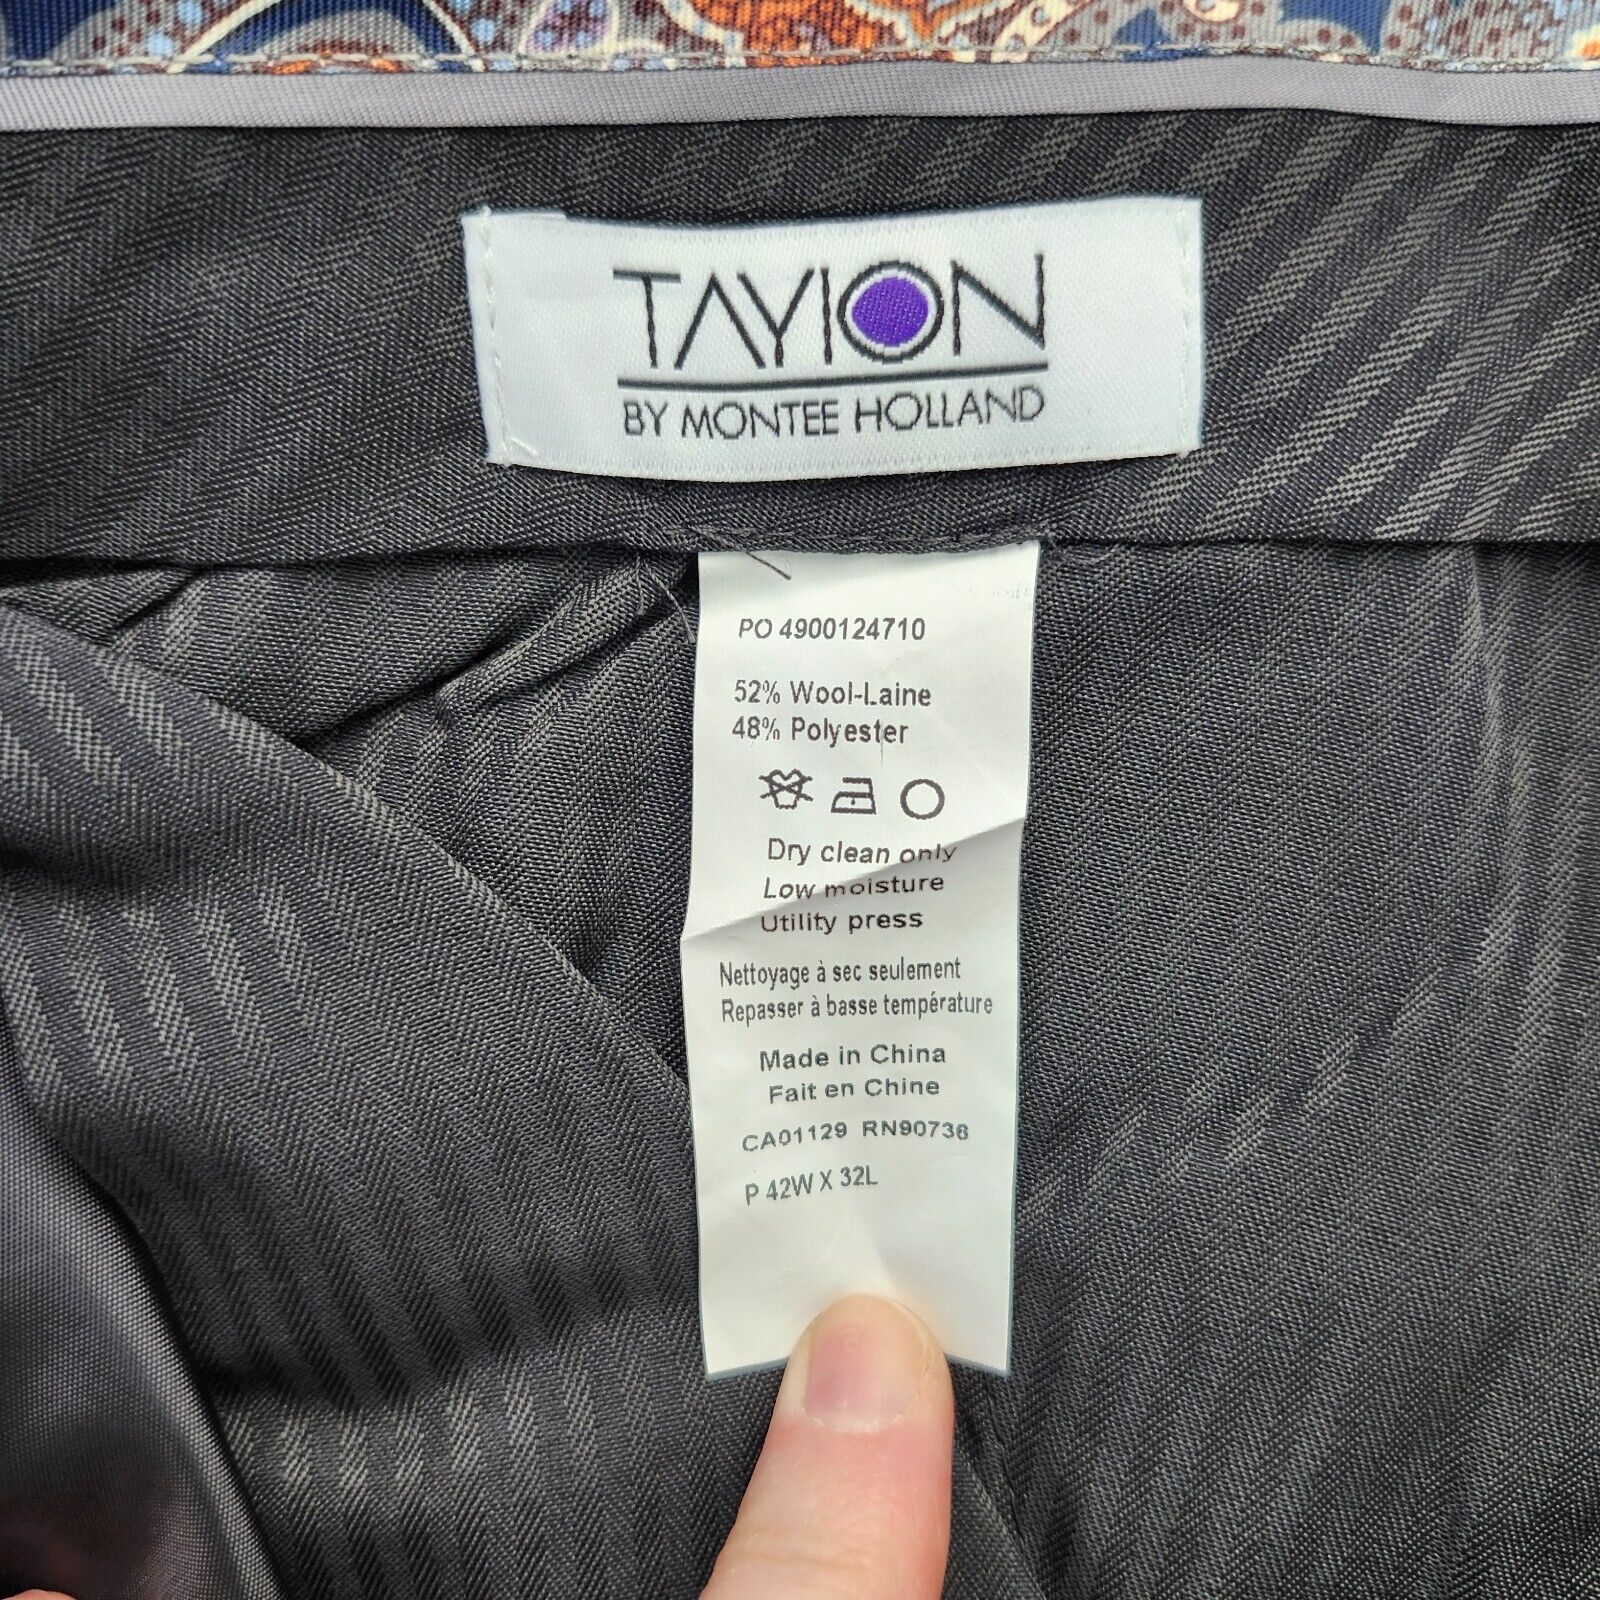 TAYION
BY MONTEE HOLLAND
PO 4900124710
52% Wool-Laine
48% Polyester
Dry clean only
Low moisture
Utility press
Nettoyage à sec seulement
Repasser à basse température
Made in China
Fait en Chine
CA01129 RN90736
P 42W X 32L